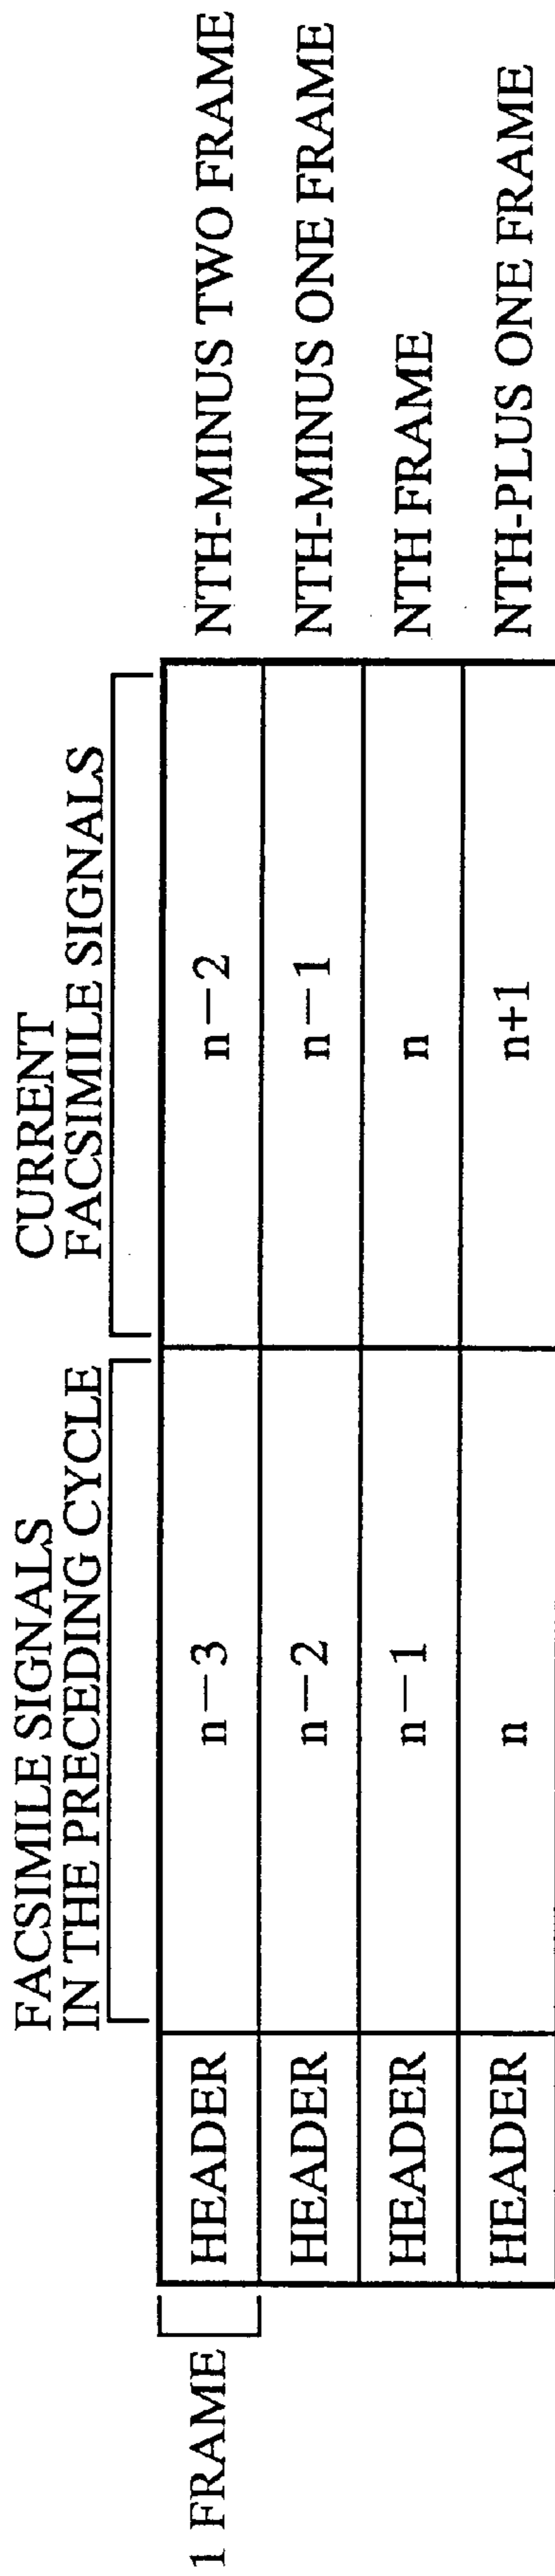 FACSIMILE SIGNALS
IN THE PRECEDING CYCLE
CURRENT
FACSIMILE SIGNALS
1 FRAME
HEADER n−3 n−2 NTH-MINUS TWO FRAME
HEADER n−2 n−1 NTH-MINUS ONE FRAME
HEADER n−1 n NTH FRAME
HEADER n n+1 NTH-PLUS ONE FRAME